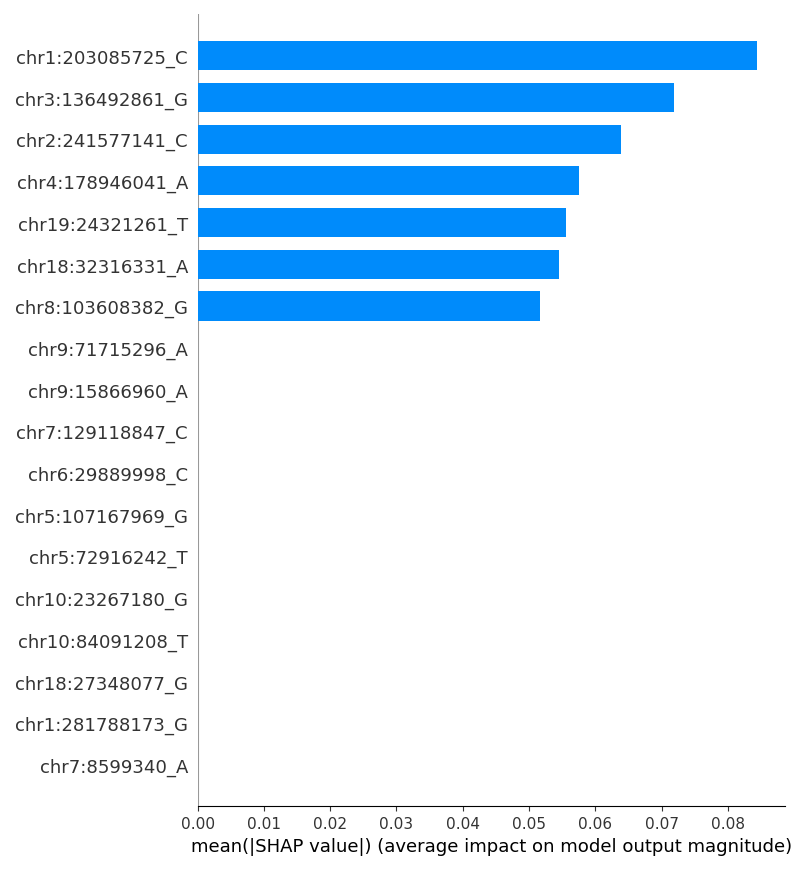 chr1:203085725_C
chr3:136492861_G
chr2:241577141_C
chr4:178946041_A
chr19:24321261_T
chr18:32316331_A
chr8:103608382_G
chr9:71715296_A
chr9:15866960_A
chr7:129118847_C
chr6:29889998_C
chr5:107167969_G
chr5:72916242_T
chr10:23267180_G
chr10:84091208_T
chr18:27348077_G
chr1:281788173_G
chr7:8599340_A
0.00 0.01 0.02 0.03 0.04 0.05 0.06 0.07 0.08
mean(|SHAP value|) (average impact on model output magnitude)